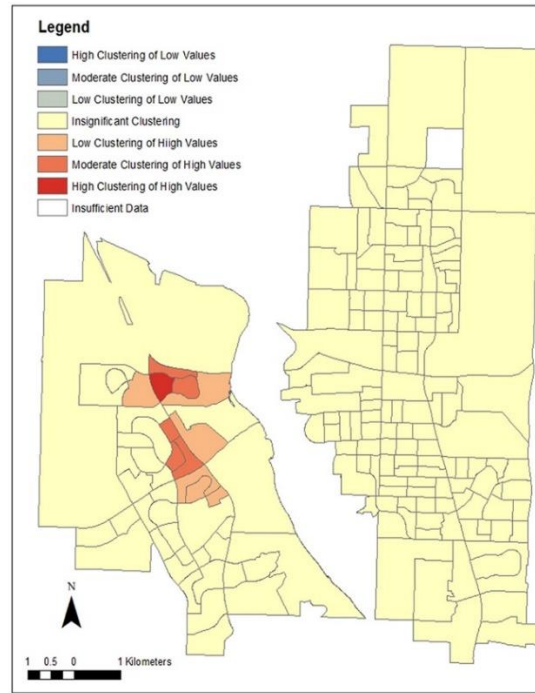 Legend
High Clustering of Low Values
Moderate Clustering of Low Values
Low Clustering of Low Values
Insignificant Clustering
Low Clustering of Hiigh Values
Moderate Clustering of High Values
High Clustering of High Values
Insufficient Data
N
1 0.5 0 1 Kilometers